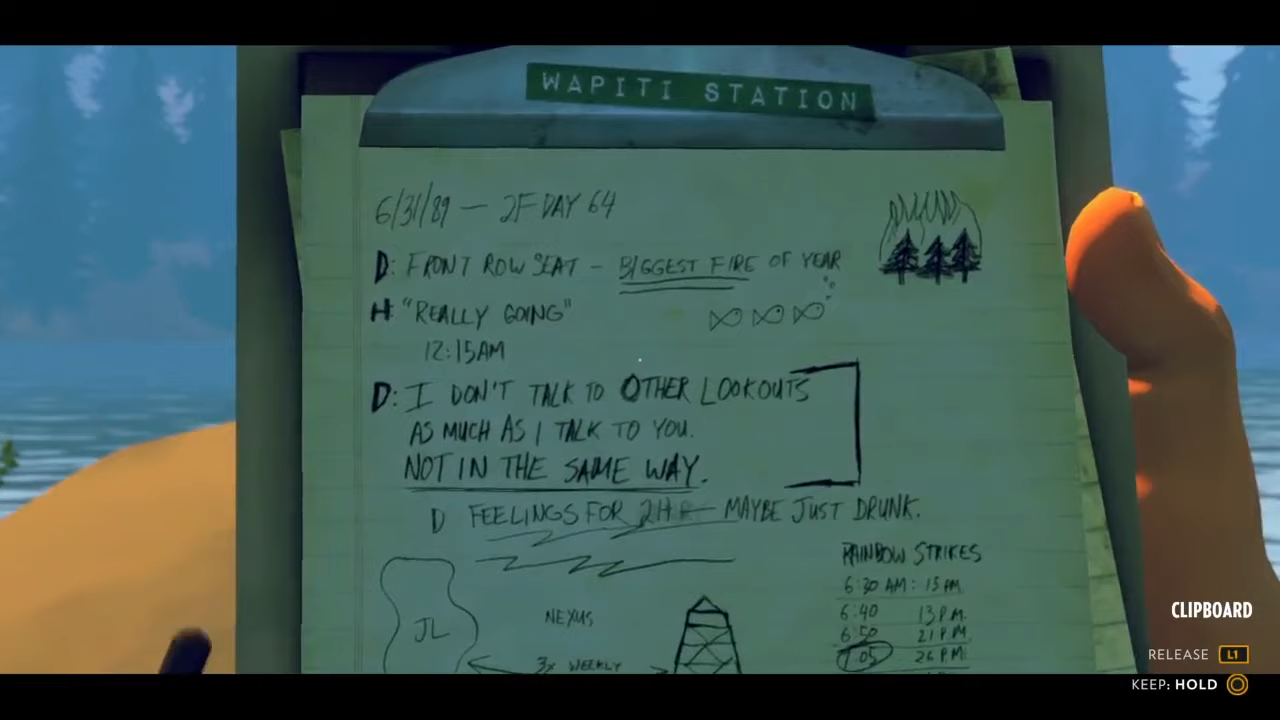 WAPITI STATION
6/31/89 — 2F DAY 64
D: FRONT ROW SEAT – BIGGEST FIRE OF YEAR
H "REALLY GOING"
12:15AM
D: I DON'T TALK TO OTHER LOOKOUTS
AS MUCH AS I TALK TO YOU.
NOT IN THE SAME WAY.
D FEELINGS FOR 2HR — MAYBE JUST DRUNK.
RAINBOW STRIKES
6:30 AM: 15 P.M.
6:40 13 P.M.
6:50 21 P.M.
7:05 26 P.M.
JL
NEXUS
3x WEEKLY
CLIPBOARD
RELEASE L1
KEEP: HOLD